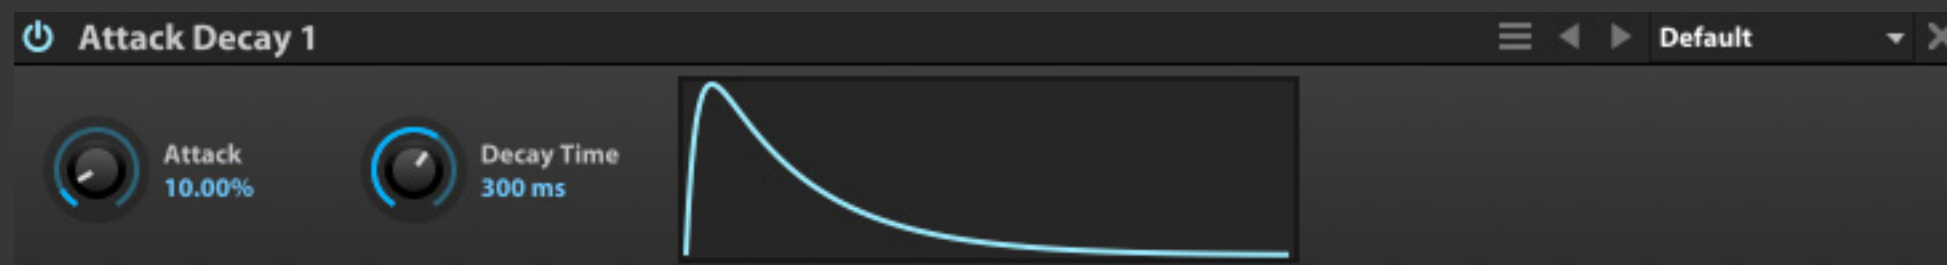 Attack Decay 1
Default
Attack
10.00%
Decay Time
300 ms